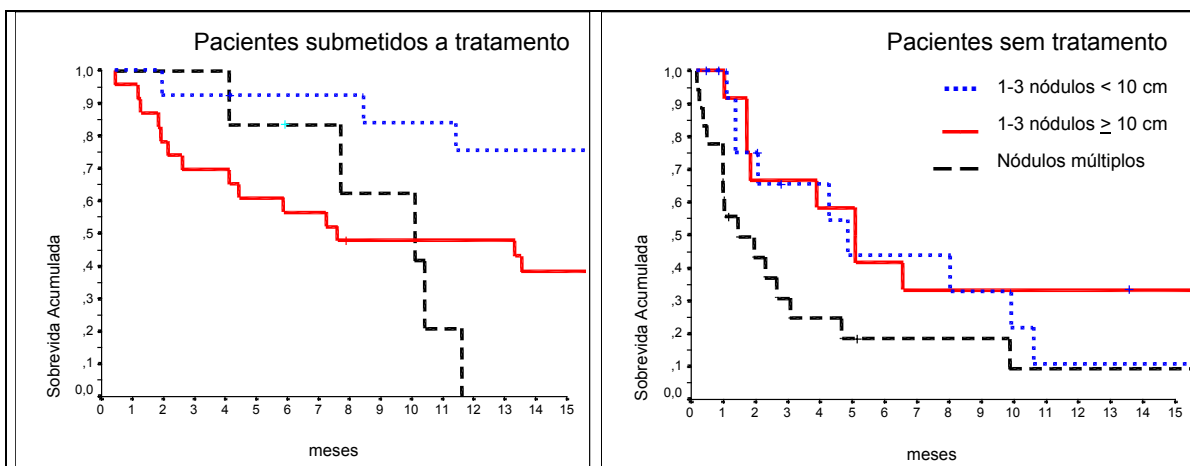 Pacientes submetidos a tratamento
1,0
,9
,8
,7
,6
,5
,4
,3
,2
,1
0,0
Sobrevida Acumulada
0 1 2 3 4 5 6 7 8 9 10 11 12 13 14 15
meses
Pacientes sem tratamento
1-3 nódulos < 10 cm
1-3 nódulos ≥ 10 cm
Nódulos múltiplos
1,0
,9
,8
,7
,6
,5
,4
,3
,2
,1
0,0
Sobrevida Acumulada
0 1 2 3 4 5 6 7 8 9 10 11 12 13 14 15
meses